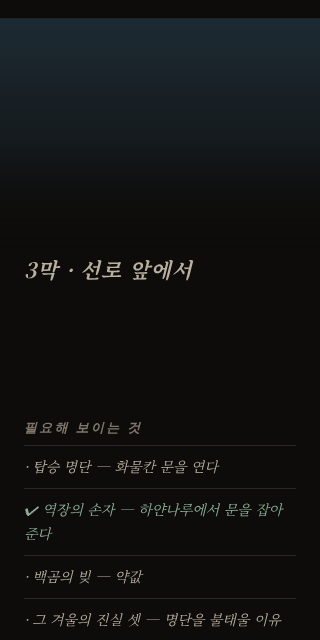 3막 · 선로 앞에서
필요해 보이는 것
· 탑승 명단 — 화물칸 문을 연다
✔ 역장의 손자 — 하얀나루에서 문을 잡아
준다
· 백곰의 빚 — 약값
· 그 겨울의 진실 셋 — 명단을 불태울 이유